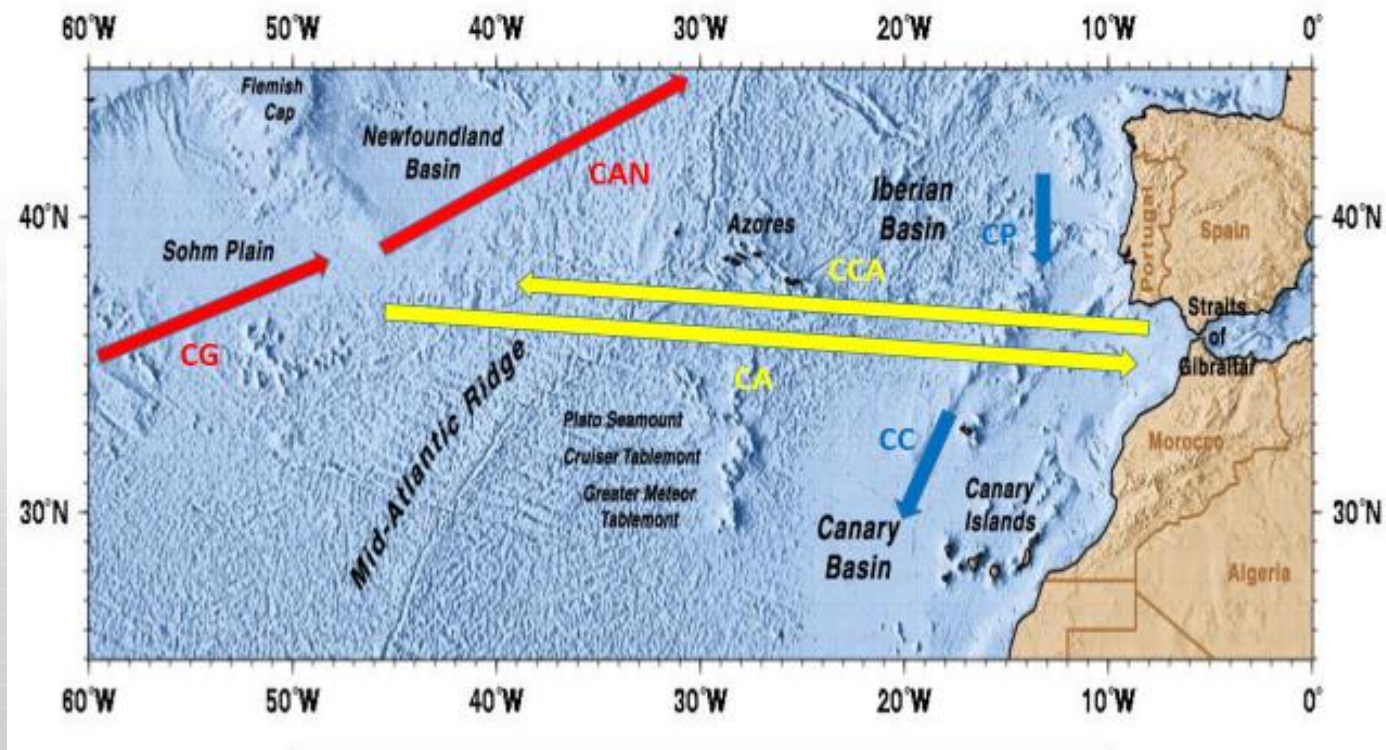 60°W 50°W 40°W 30°W 20°W 10°W 0°
Flemish
Cap
Newfoundland
Basin
CAN
Iberian
Basin
40°N
Azores
CP
Portugal
Spain
40°N
Sohm Plain
CCA
Straits
of
Gibraltar
CG
CA
Mid-Atlantic Ridge
Plato Seamount
Cruiser Tablemont
Greater Meteor
Tablemont
CC
Morocco
Canary
Islands
30°N
30°N
Canary
Basin
Algeria
60°W 50°W 40°W 30°W 20°W 10°W 0°